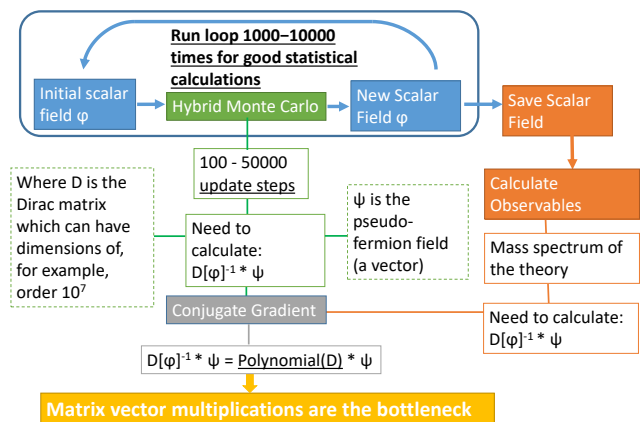 Run loop 1000–10000
times for good statistical
calculations
Initial scalar
field φ
Hybrid Monte Carlo
New Scalar
Field φ
Save Scalar
Field
100 - 50000
update steps
Where D is the
Dirac matrix
which can have
dimensions of,
for example,
order 10⁷
Need to
calculate:
D[φ]⁻¹ * ψ
ψ is the
pseudo-
fermion field
(a vector)
Calculate
Observables
Mass spectrum of
the theory
Need to calculate:
D[φ]⁻¹ * ψ
Conjugate Gradient
D[φ]⁻¹ * ψ = Polynomial(D) * ψ
Matrix vector multiplications are the bottleneck